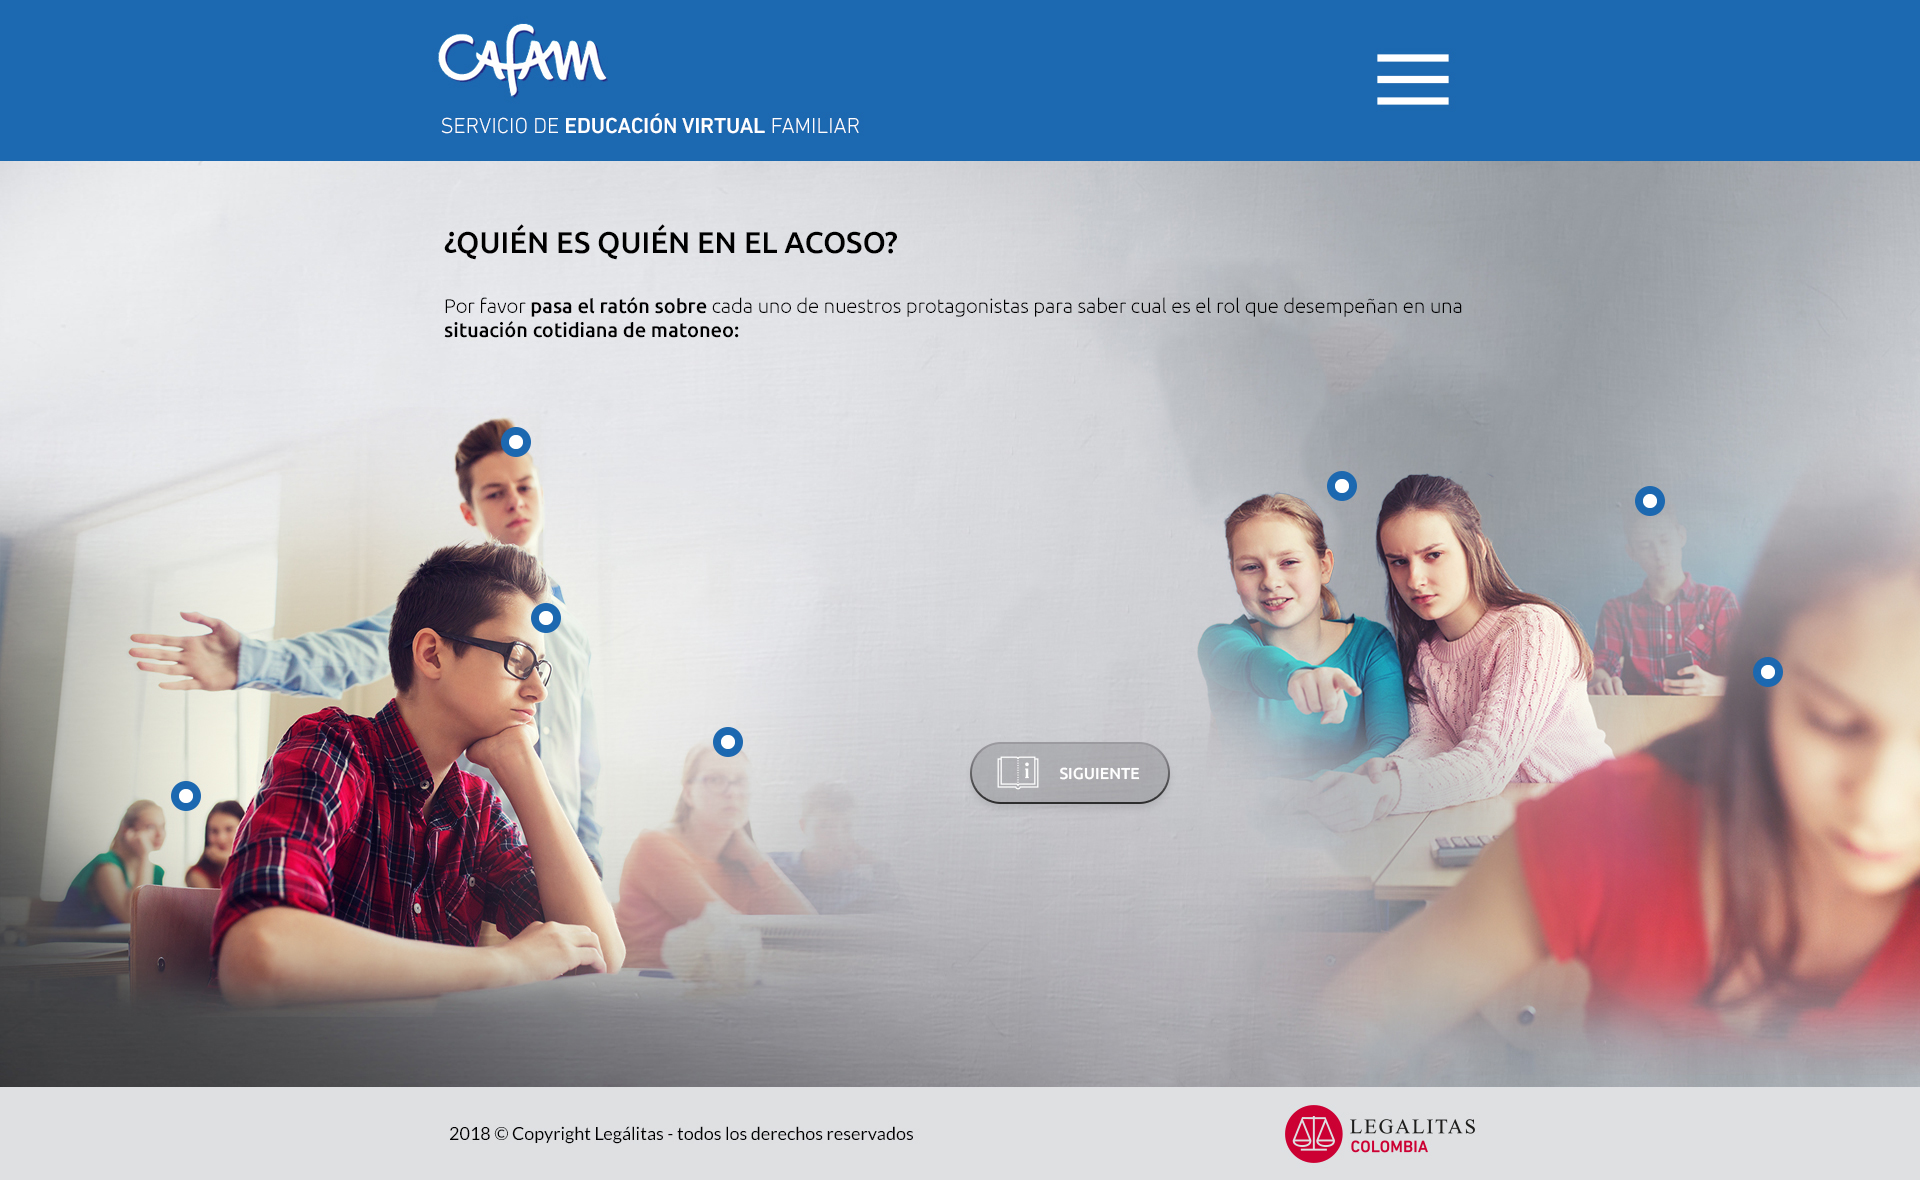 Cafam
SERVICIO DE EDUCACIÓN VIRTUAL FAMILIAR
¿QUIÉN ES QUIÉN EN EL ACOSO?
Por favor pasa el ratón sobre cada uno de nuestros protagonistas para saber cual es el rol que desempeñan en una
situación cotidiana de matoneo:
i SIGUIENTE
2018 © Copyright Legálitas - todos los derechos reservados
LEGALITAS
COLOMBIA